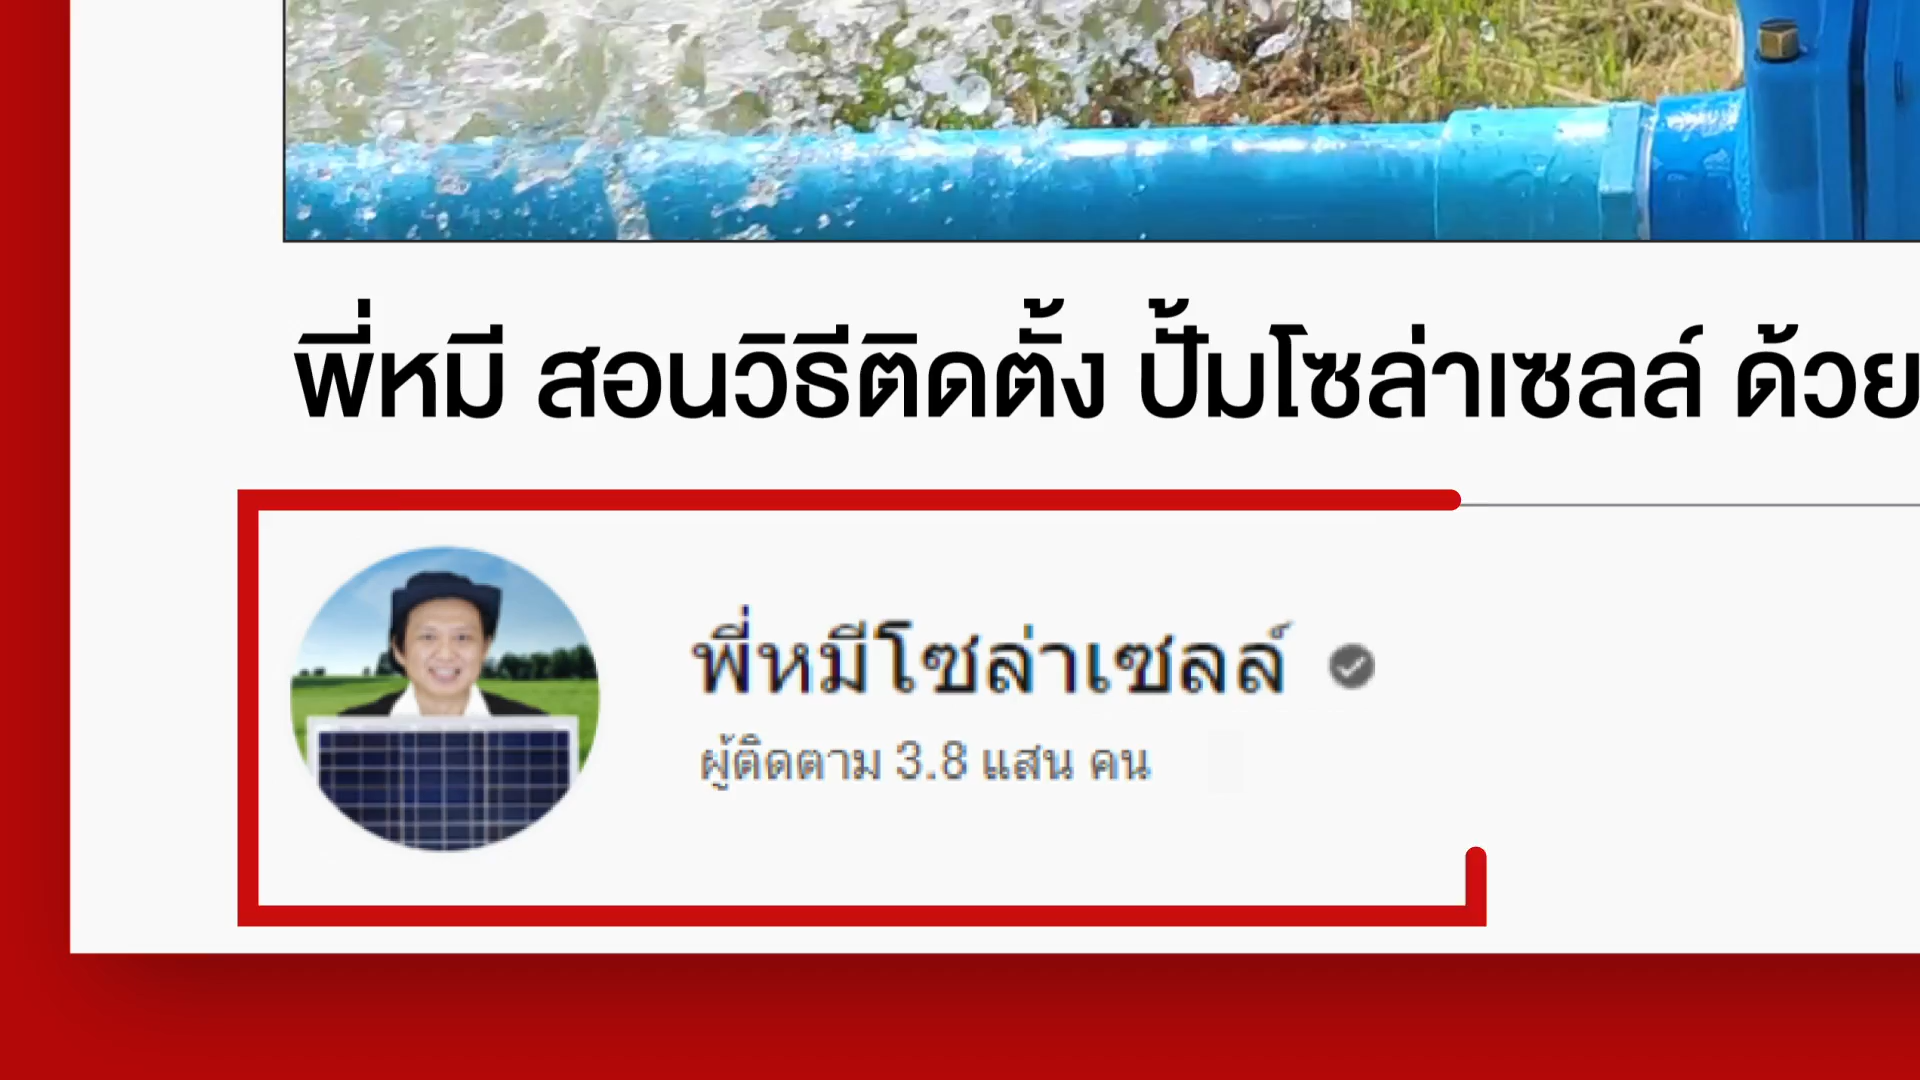 พี่หมี สอนวิธีติดตั้ง ปั้มโซล่าเซลล์ ด้วย
พี่หมีโซล่าเซลล์
ผู้ติดตาม 3.8 แสน คน